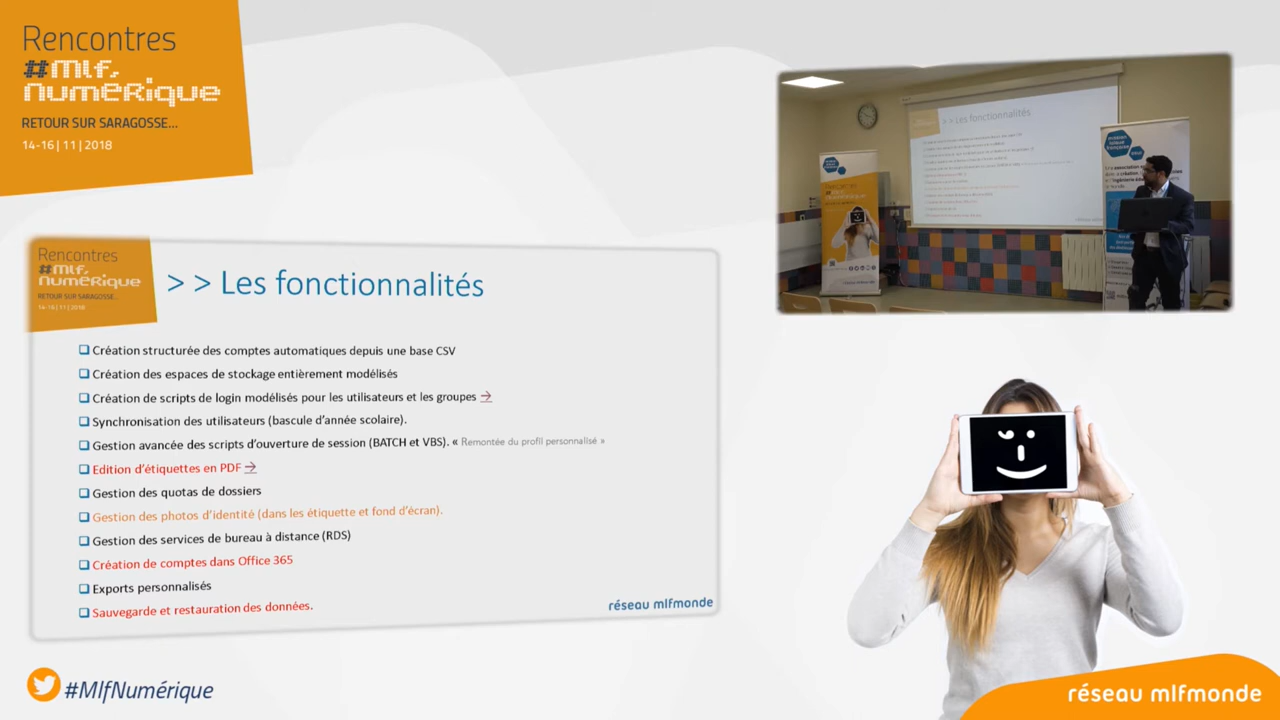 Rencontres
#Mlf.
numéRique
RETOUR SUR SARAGOSSE...
14-16 | 11 | 2018
> > Les fonctionnalités
Rencontres
Rencontres
#Mlf.
numéRique
RETOUR SUR SARAGOSSE...
14-16 | 11 | 2018
> > Les fonctionnalités
❑ Création structurée des comptes automatiques depuis une base CSV
❑ Création des espaces de stockage entièrement modélisés
❑ Création de scripts de login modélisés pour les utilisateurs et les groupes →
❑ Synchronisation des utilisateurs (bascule d'année scolaire).
❑ Gestion avancée des scripts d'ouverture de session (BATCH et VBS). « Remontée du profil personnalisé »
❑ Edition d'étiquettes en PDF →
❑ Gestion des quotas de dossiers
❑ Gestion des photos d'identité (dans les étiquette et fond d'écran).
❑ Gestion des services de bureau à distance (RDS)
❑ Création de comptes dans Office 365
❑ Exports personnalisés
❑ Sauvegarde et restauration des données.
réseau mlfmonde
#MlfNumérique
réseau mlfmonde